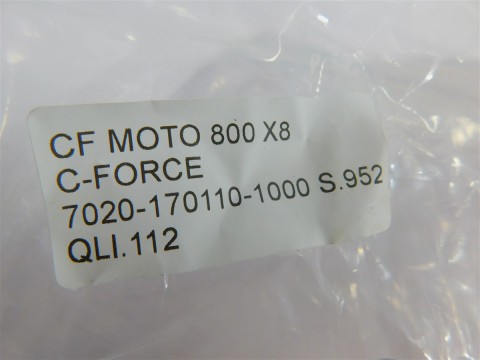 CF MOTO 800 X8
C-FORCE
7020-170110-1000 S.952
QLI.112